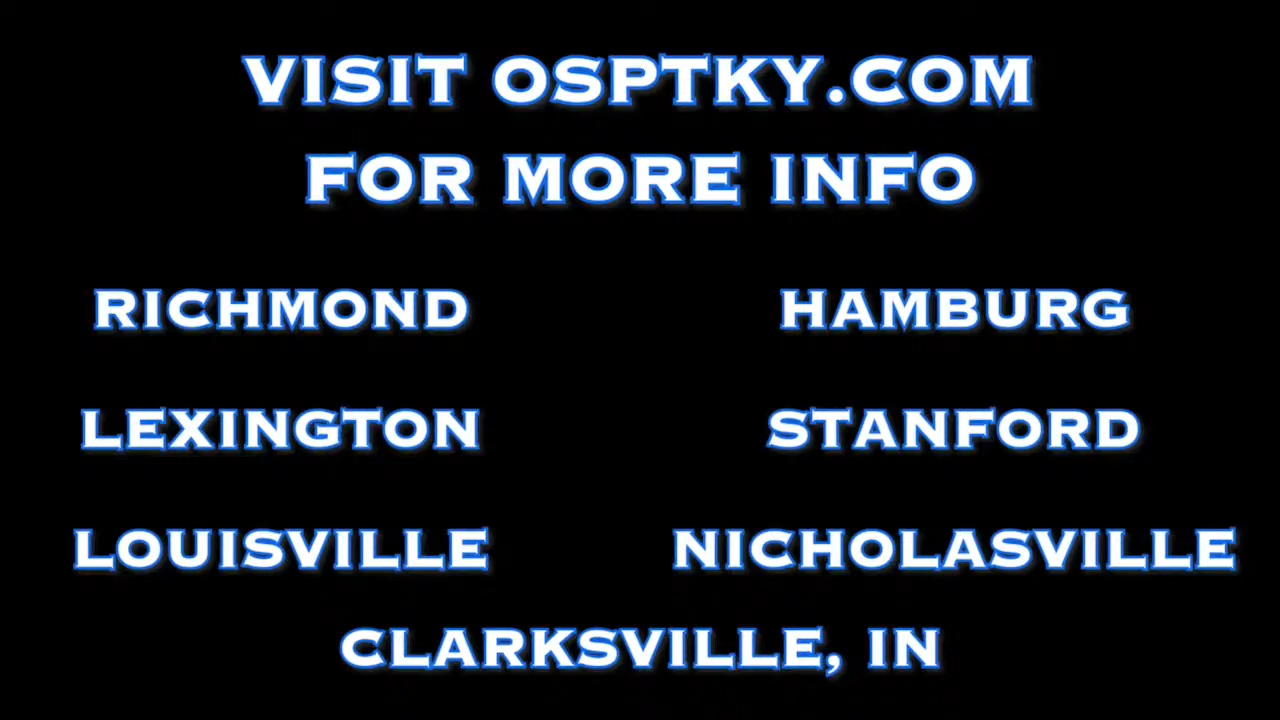 VISIT OSPTKY.COM
FOR MORE INFO
RICHMOND
HAMBURG
LEXINGTON
STANFORD
LOUISVILLE
NICHOLASVILLE
CLARKSVILLE, IN